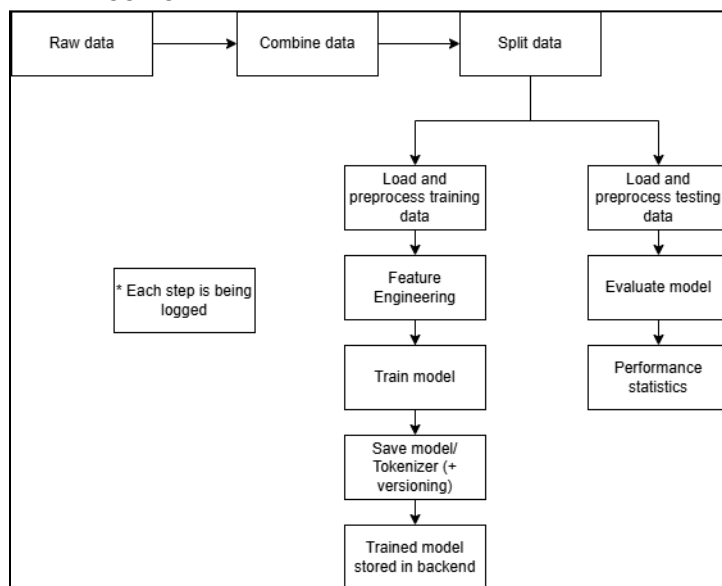 Raw data
Combine data
Split data
Load and
preprocess training
data
Load and
preprocess testing
data
* Each step is being
logged
Feature
Engineering
Evaluate model
Train model
Performance
statistics
Save model/
Tokenizer (+
versioning)
Trained model
stored in backend